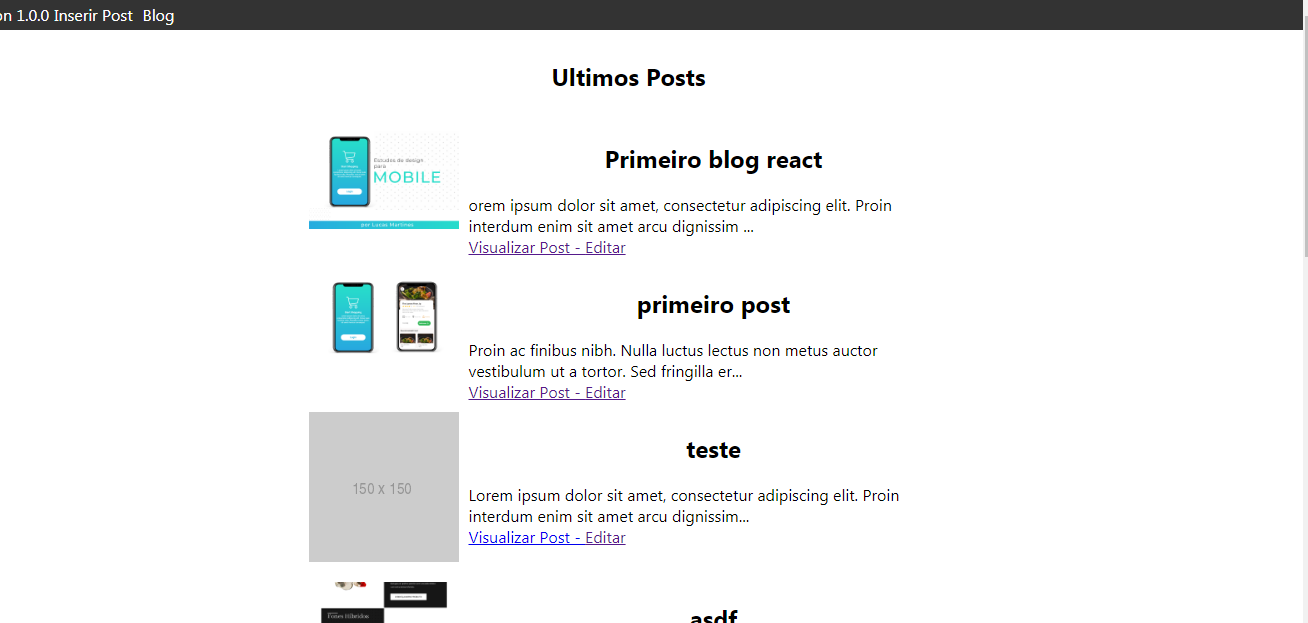 on 1.0.0 Inserir Post Blog
Ultimos Posts
Estudos de design
para
MOBILE
por Lucas Martinez
Primeiro blog react
orem ipsum dolor sit amet, consectetur adipiscing elit. Proin
interdum enim sit amet arcu dignissim ...
Visualizar Post - Editar
primeiro post
Proin ac finibus nibh. Nulla luctus lectus non metus auctor
vestibulum ut a tortor. Sed fringilla er...
Visualizar Post - Editar
150 x 150
teste
Lorem ipsum dolor sit amet, consectetur adipiscing elit. Proin
interdum enim sit amet arcu dignissim...
Visualizar Post - Editar
Fones Híbridos
asdf